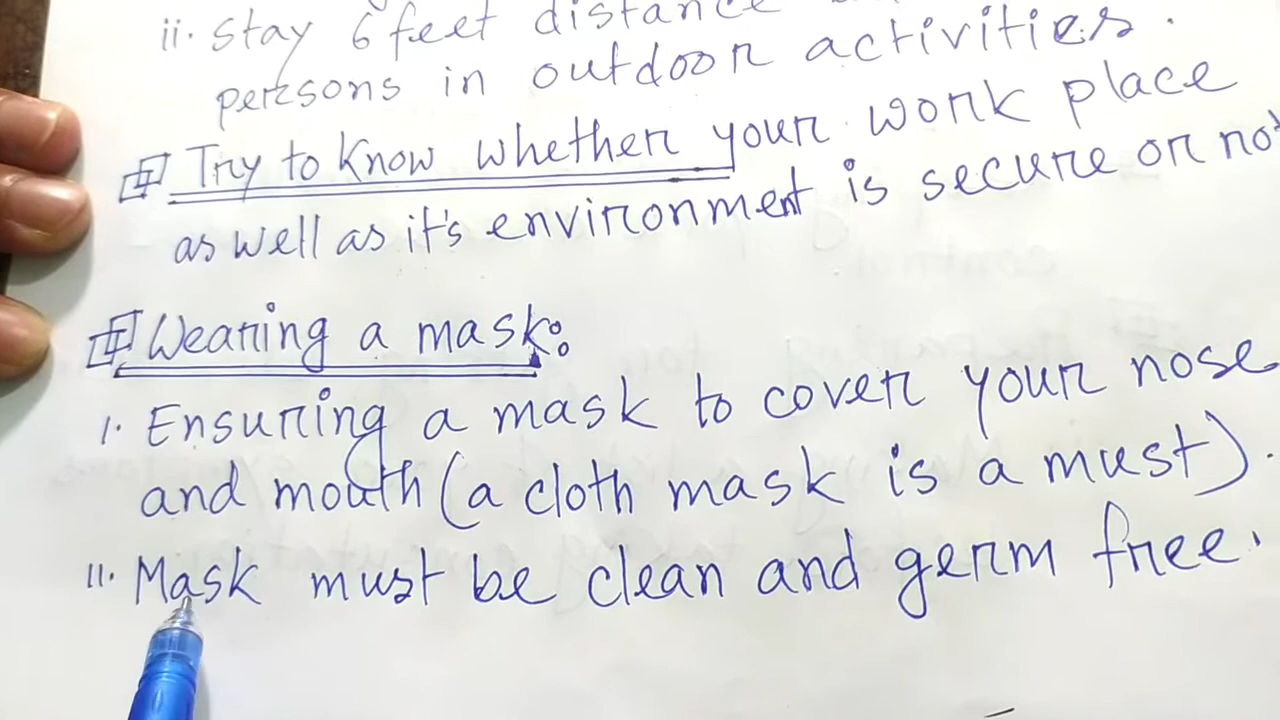 ii. stay 6 feet distance
persons in outdoor activities.
Try to know whether your work place
as well as it's environment is secure or not
Wearing a mask:
i. Ensuring a mask to cover your nose
and mouth (a cloth mask is a must).
ii. Mask must be clean and germ free.